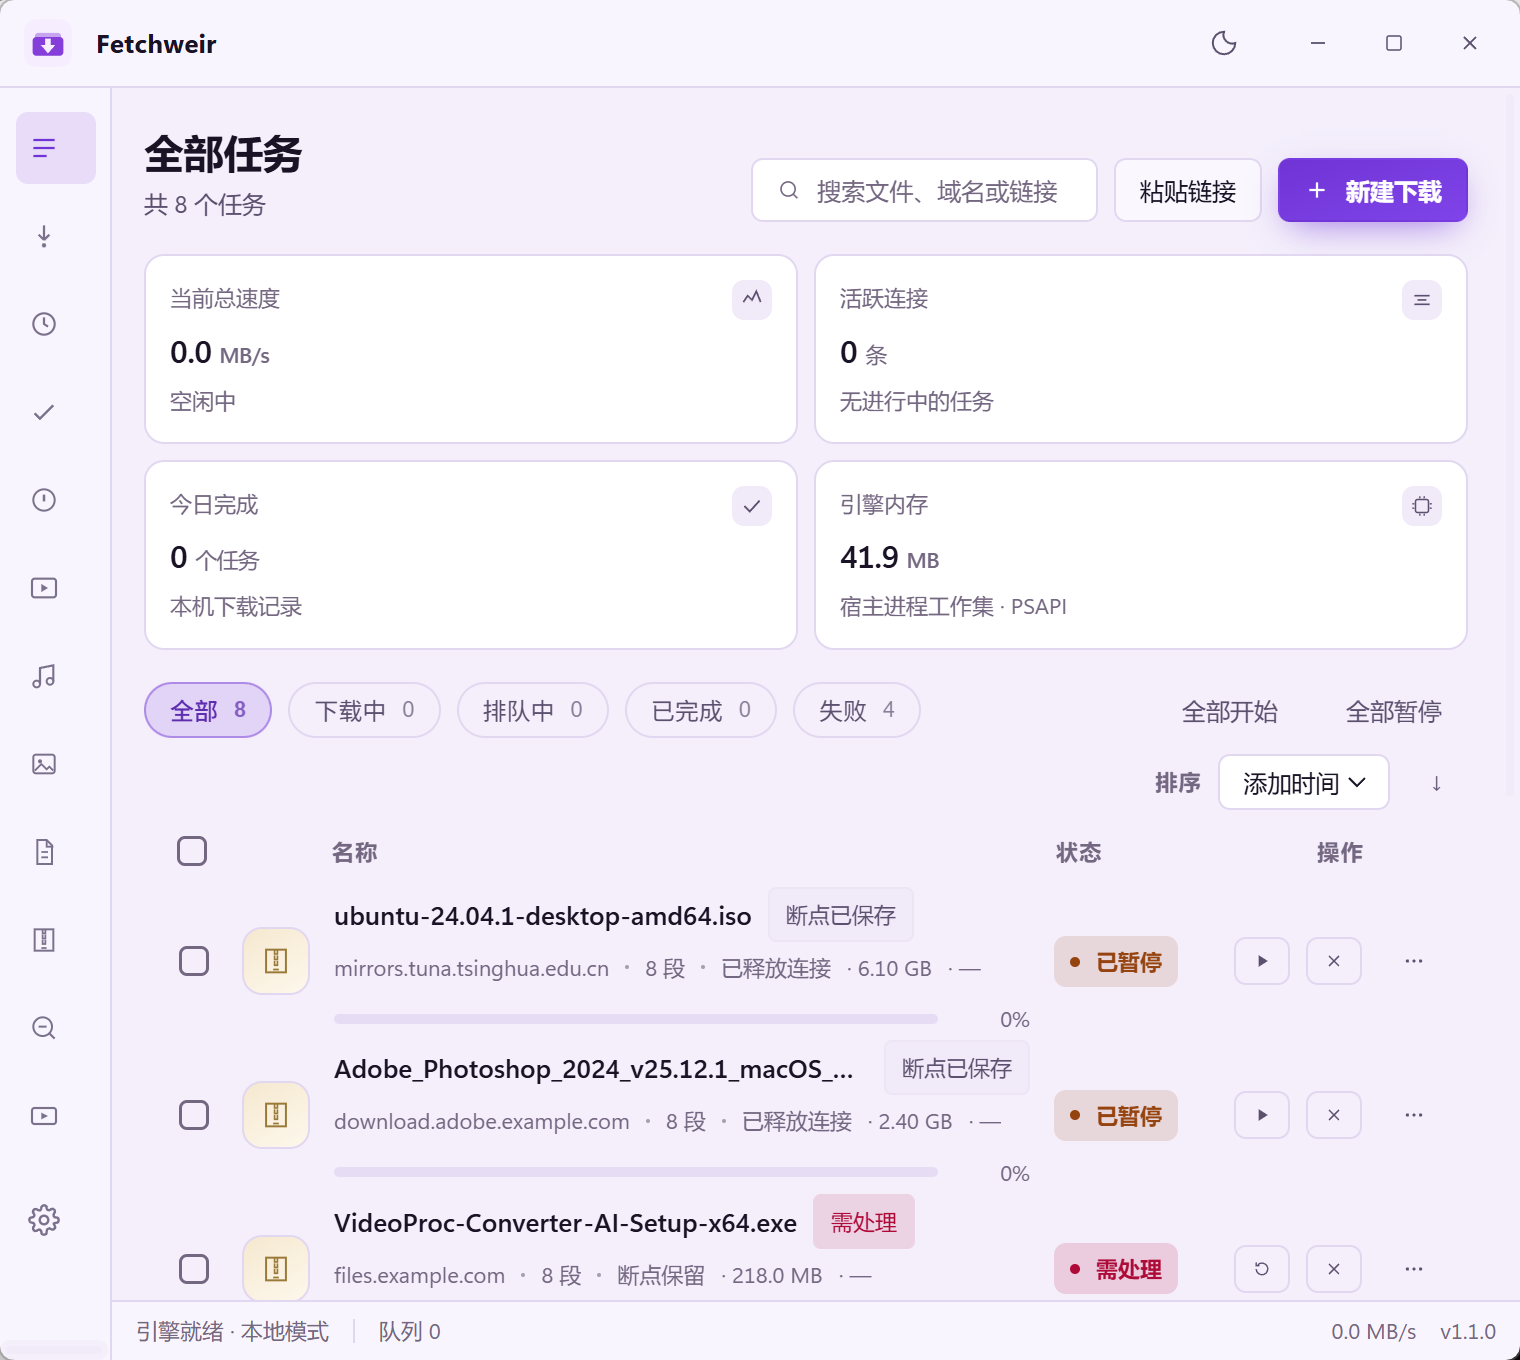 Fetchweir
全部任务
共 8 个任务
搜索文件、域名或链接
粘贴链接
+ 新建下载
当前总速度
0.0 MB/s
空闲中
活跃连接
0 条
无进行中的任务
今日完成
0 个任务
本机下载记录
引擎内存
41.9 MB
宿主进程工作集 · PSAPI
全部 8
下载中 0
排队中 0
已完成 0
失败 4
全部开始
全部暂停
排序
添加时间
↓
名称
状态
操作
ubuntu-24.04.1-desktop-amd64.iso 断点已保存
mirrors.tuna.tsinghua.edu.cn · 8 段 · 已释放连接 · 6.10 GB · —
0%
已暂停
Adobe_Photoshop_2024_v25.12.1_macOS_... 断点已保存
download.adobe.example.com · 8 段 · 已释放连接 · 2.40 GB · —
0%
已暂停
VideoProc-Converter-AI-Setup-x64.exe 需处理
files.example.com · 8 段 · 断点保留 · 218.0 MB · —
需处理
引擎就绪 · 本地模式
队列 0
0.0 MB/s
v1.1.0